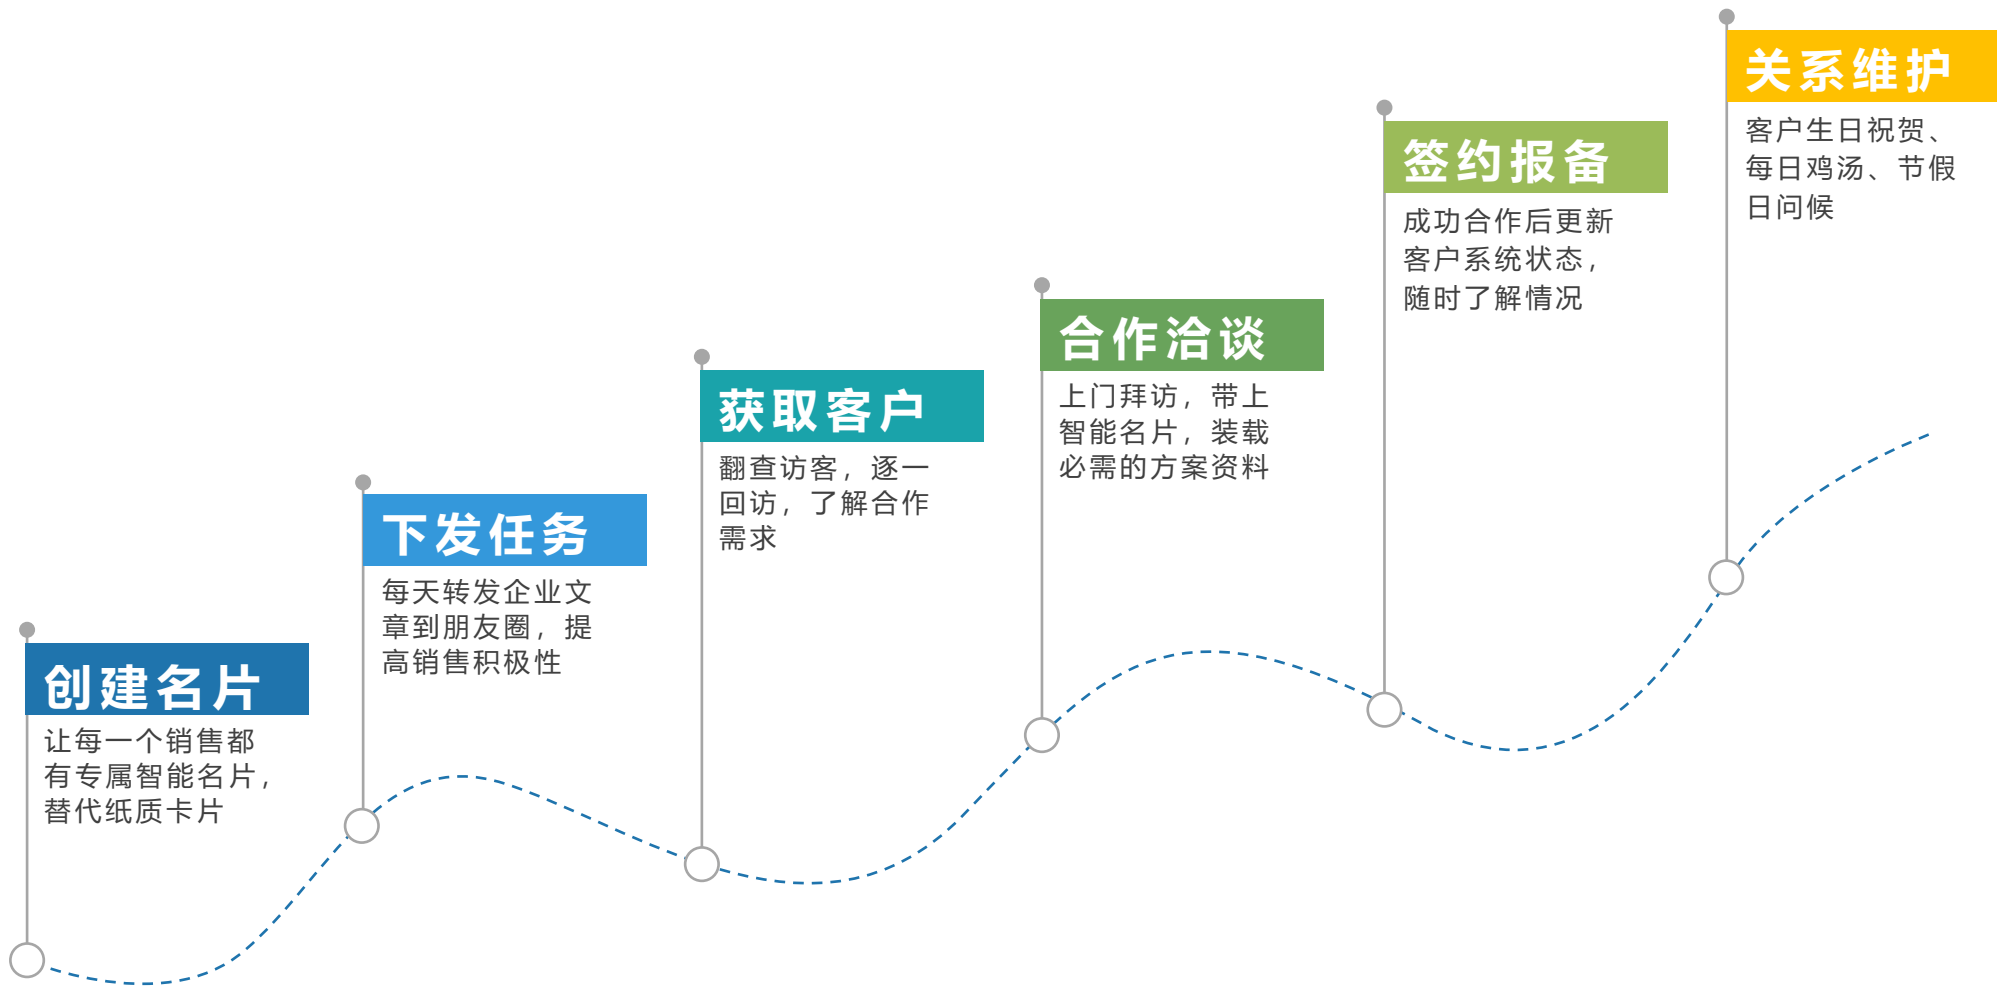 创建名片
让每一个销售都
有专属智能名片，
替代纸质卡片
下发任务
每天转发企业文
章到朋友圈，提
高销售积极性
获取客户
翻查访客，逐一
回访，了解合作
需求
合作洽谈
上门拜访，带上
智能名片，装载
必需的方案资料
签约报备
成功合作后更新
客户系统状态，
随时了解情况
关系维护
客户生日祝贺、
每日鸡汤、节假
日问候